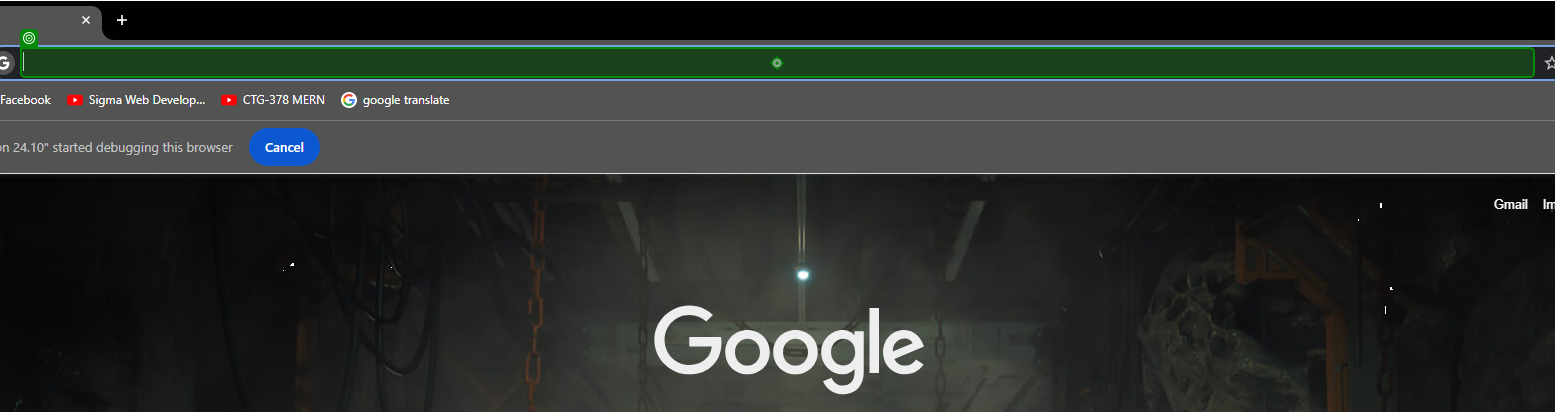 Facebook Sigma Web Develop... CTG-378 MERN google translate
on 24.10" started debugging this browser Cancel
Gmail Im
Google